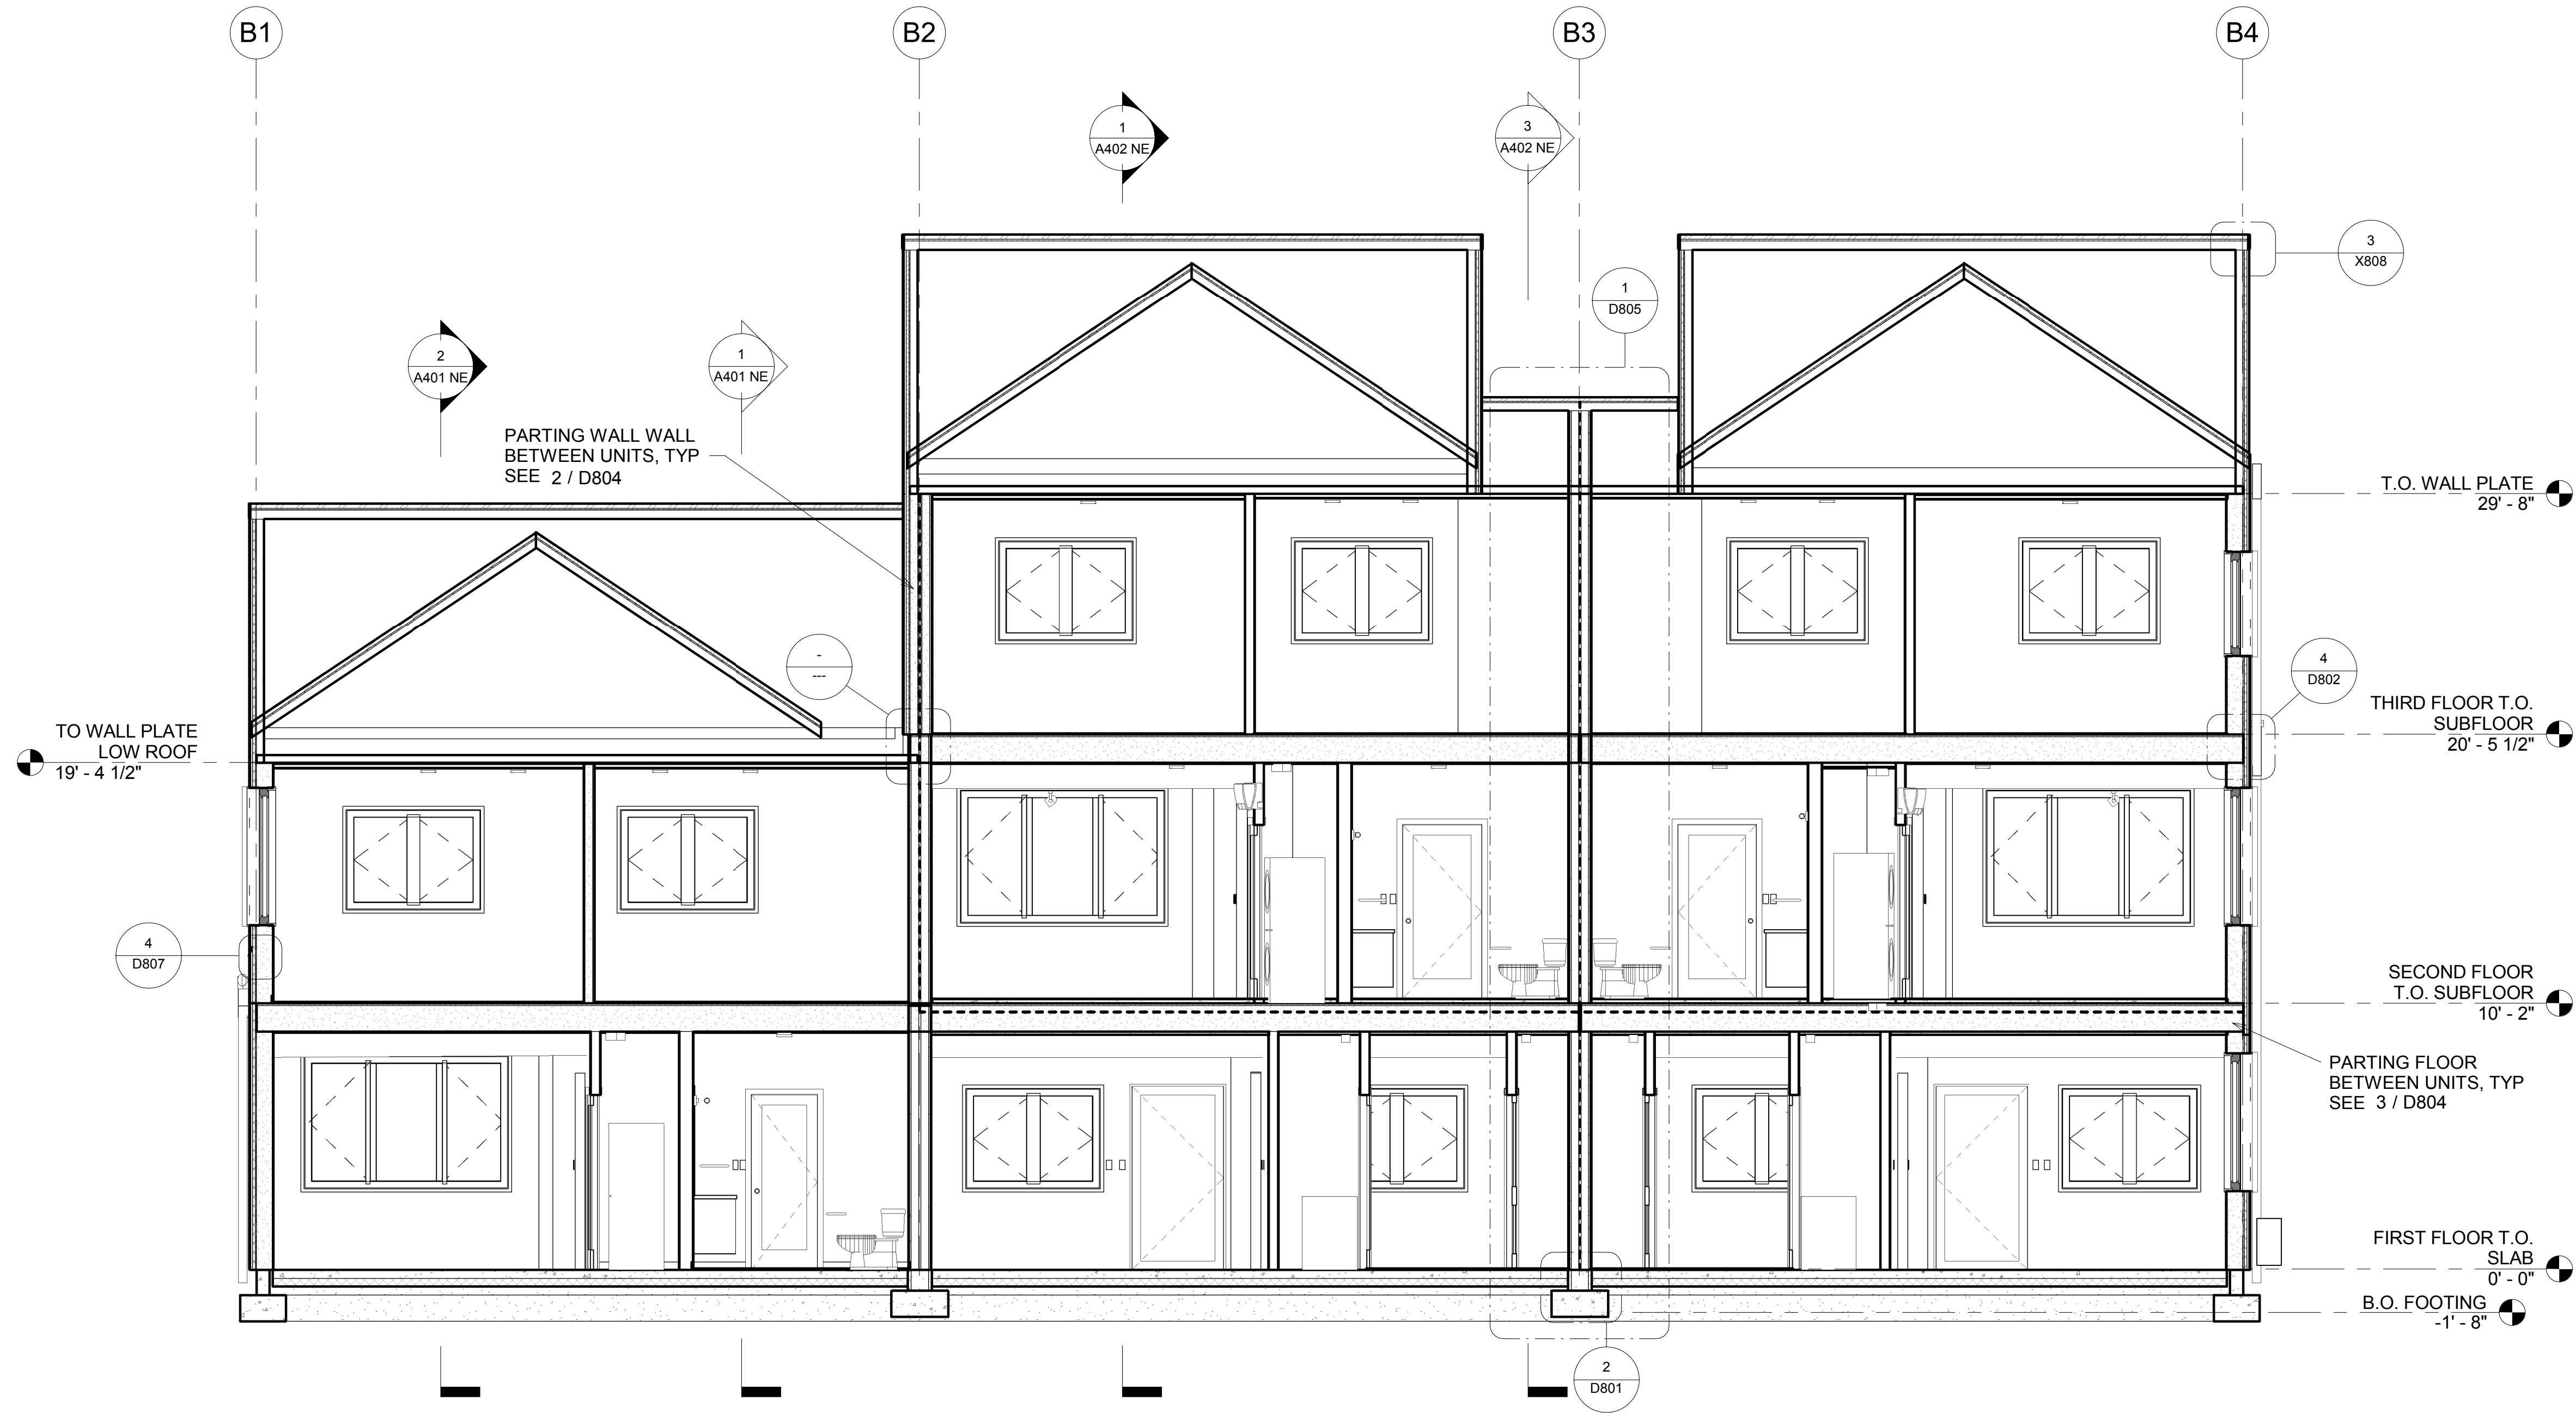 B1
B2
B3
B4
1
A402 NE
3
A402 NE
3
X808
1
D805
2
A401 NE
1
A401 NE
PARTING WALL WALL
BETWEEN UNITS, TYP
SEE 2 / D804
T.O. WALL PLATE
29' - 8"
-
---
4
D802
TO WALL PLATE
LOW ROOF
19' - 4 1/2"
THIRD FLOOR T.O.
SUBFLOOR
20' - 5 1/2"
4
D807
SECOND FLOOR
T.O. SUBFLOOR
10' - 2"
PARTING FLOOR
BETWEEN UNITS, TYP
SEE 3 / D804
FIRST FLOOR T.O.
SLAB
0' - 0"
B.O. FOOTING
-1' - 8"
2
D801